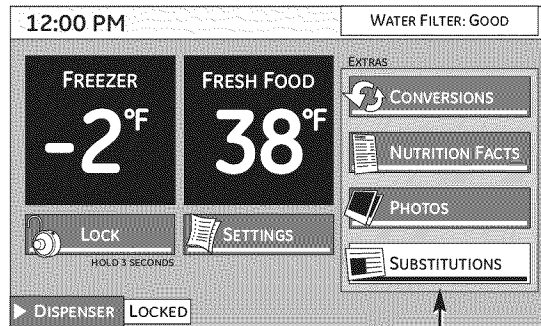 12:00 PM
WATER FILTER: GOOD
FREEZER
-2°F
FRESH FOOD
38°F
EXTRAS
CONVERSIONS
NUTRITION FACTS
PHOTOS
SUBSTITUTIONS
LOCK
HOLD 3 SECONDS
SETTINGS
DISPENSER LOCKED